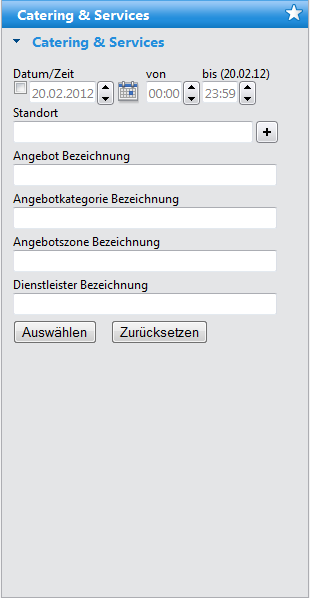 Catering & Services
Catering & Services
Datum/Zeit von bis (20.02.12)
20.02.2012 00:00 23:59
Standort
+
Angebot Bezeichnung
Angebotkategorie Bezeichnung
Angebotszone Bezeichnung
Dienstleister Bezeichnung
Auswählen Zurücksetzen